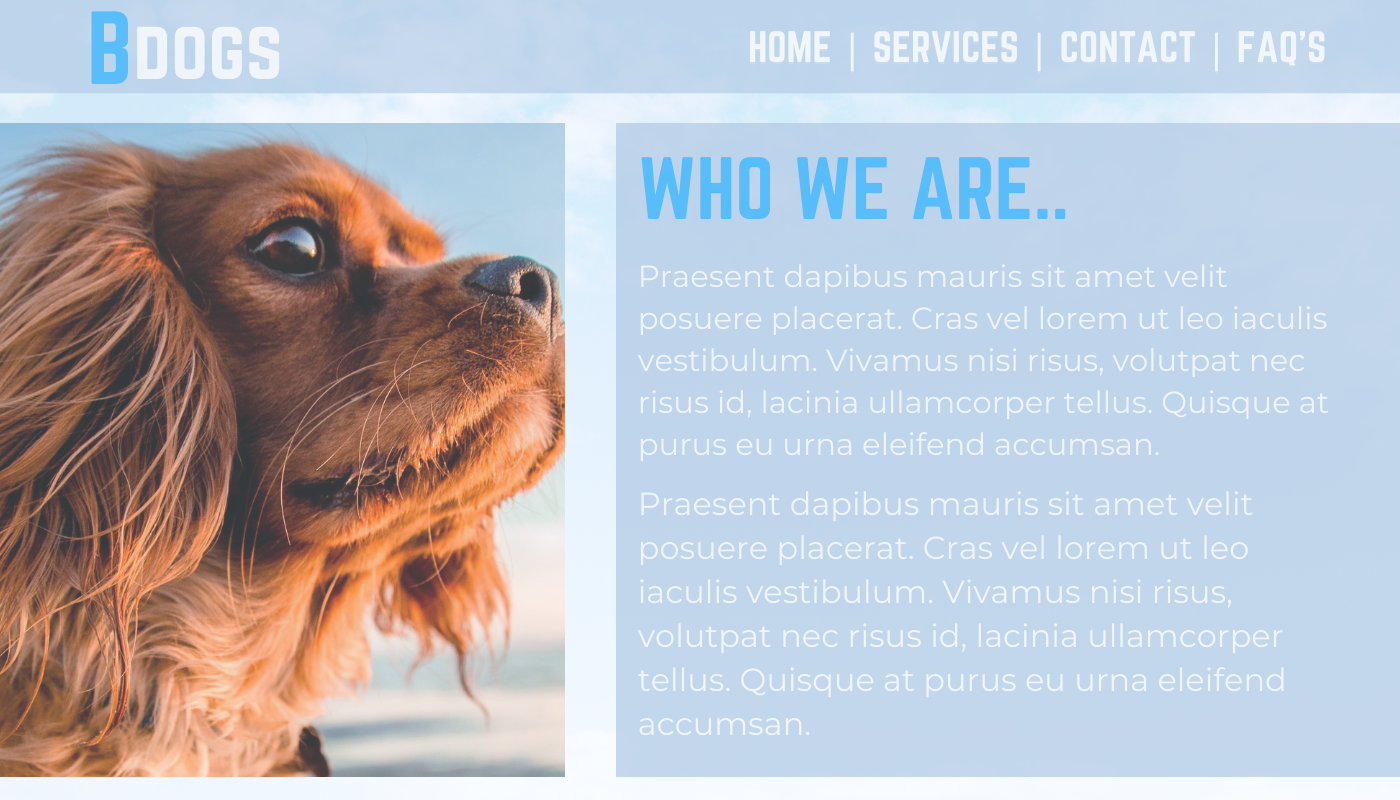 BDOGS
HOME | SERVICES | CONTACT | FAQ'S
WHO WE ARE..
Praesent dapibus mauris sit amet velit
posuere placerat. Cras vel lorem ut leo iaculis
vestibulum. Vivamus nisi risus, volutpat nec
risus id, lacinia ullamcorper tellus. Quisque at
purus eu urna eleifend accumsan.
Praesent dapibus mauris sit amet velit
posuere placerat. Cras vel lorem ut leo
iaculis vestibulum. Vivamus nisi risus,
volutpat nec risus id, lacinia ullamcorper
tellus. Quisque at purus eu urna eleifend
accumsan.